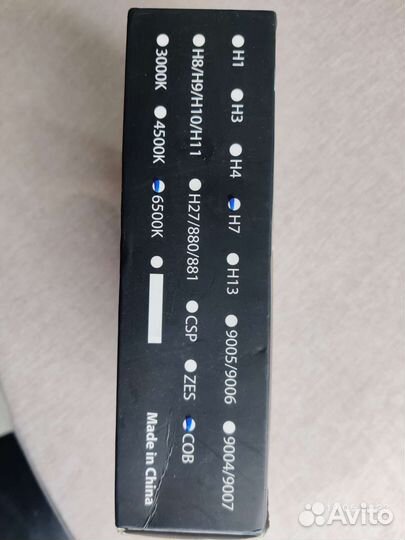 H1 H3 H4 H7 H13 9005/9006 9004/9007
H8/H9/H10/H11 H27/880/881 CSP ZES COB
3000K 4500K 6500K Made in China
Avito